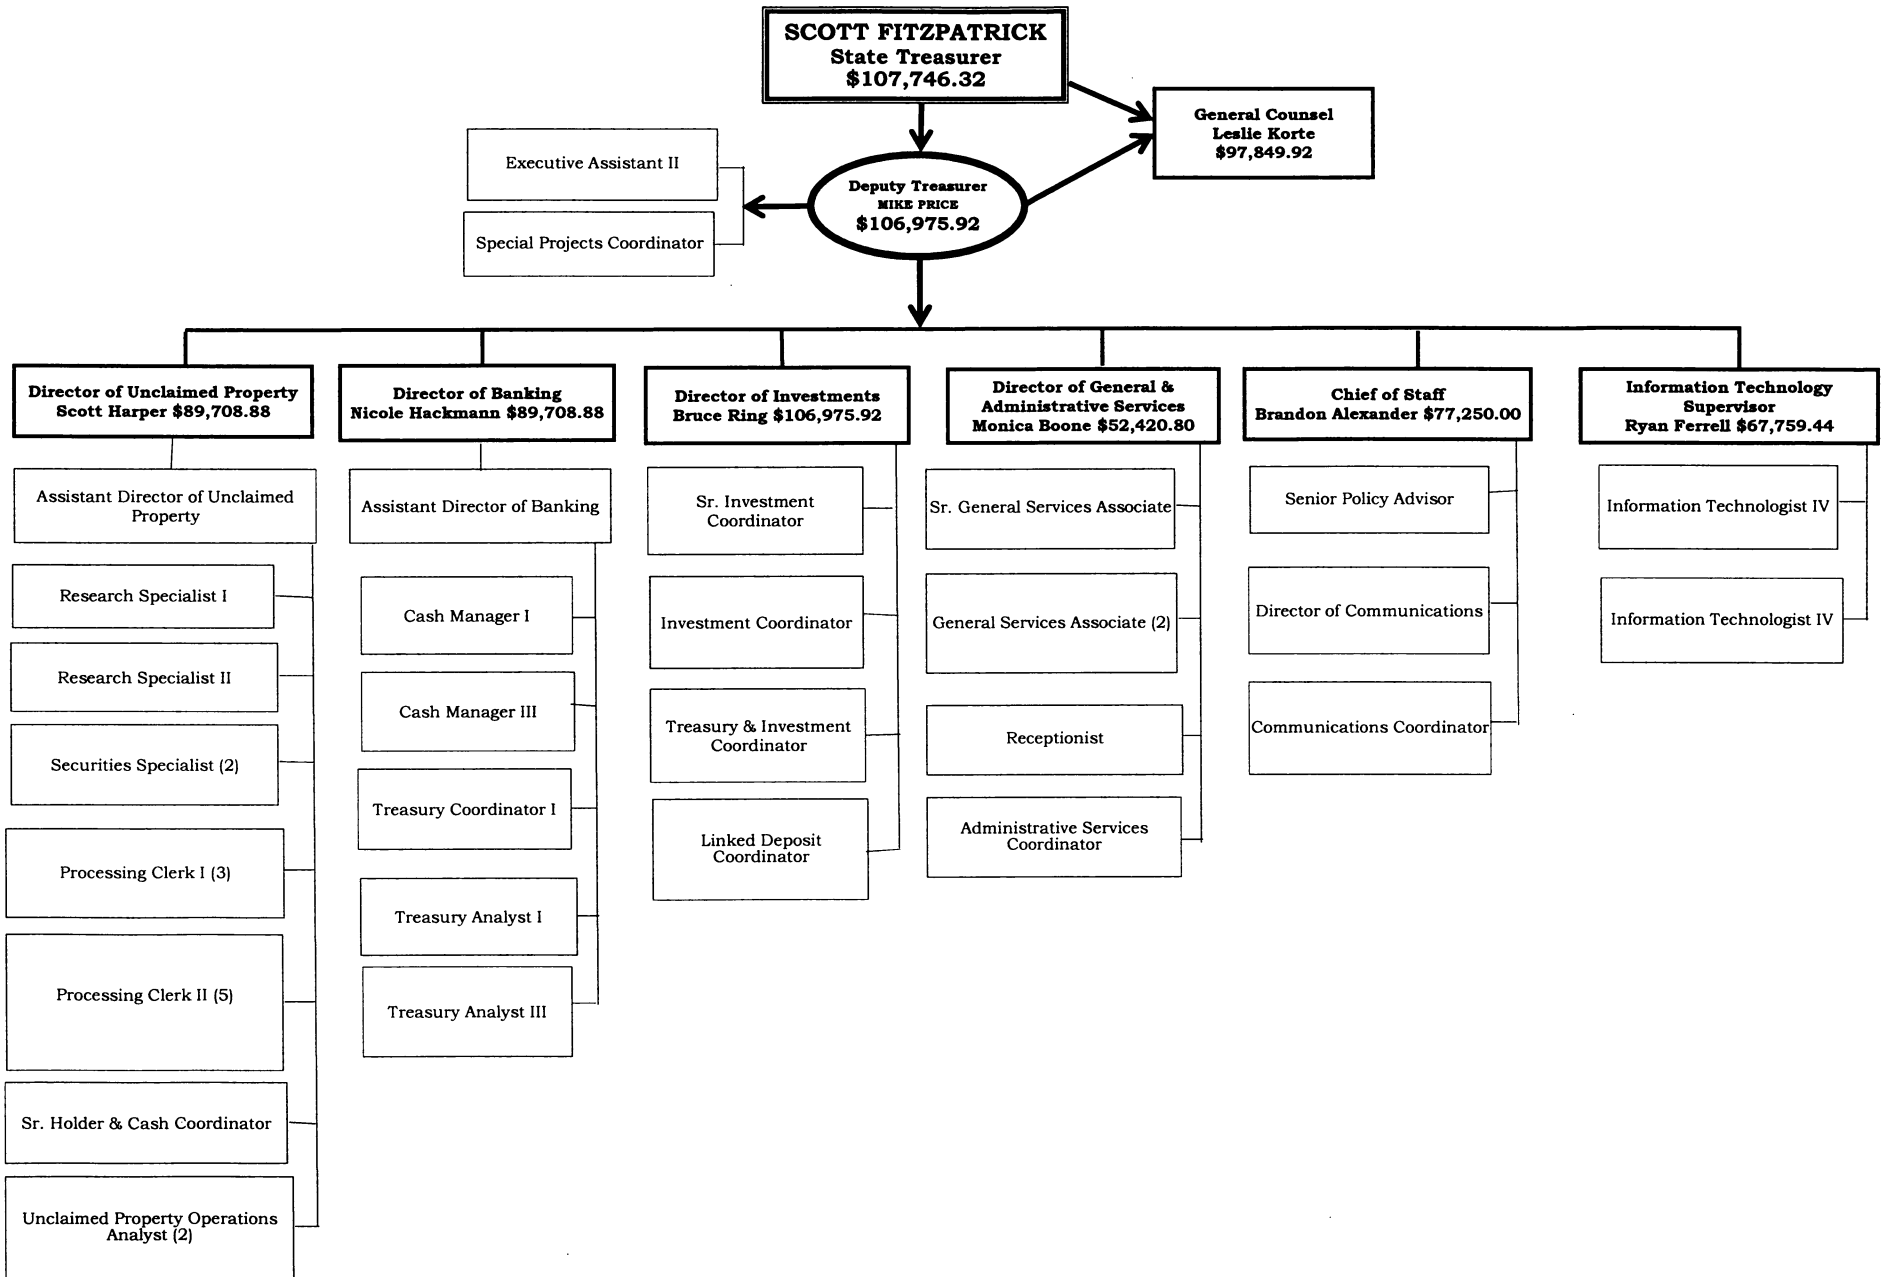 SCOTT FITZPATRICK
State Treasurer
$107,746.32
General Counsel
Leslie Korte
$97,849.92
Executive Assistant II
Special Projects Coordinator
Deputy Treasurer
MIKE PRICE
$106,975.92
Director of Unclaimed Property
Scott Harper $89,708.88
Director of Banking
Nicole Hackmann $89,708.88
Director of Investments
Bruce Ring $106,975.92
Director of General &
Administrative Services
Monica Boone $52,420.80
Chief of Staff
Brandon Alexander $77,250.00
Information Technology
Supervisor
Ryan Ferrell $67,759.44
Assistant Director of Unclaimed
Property
Research Specialist I
Research Specialist II
Securities Specialist (2)
Processing Clerk I (3)
Processing Clerk II (5)
Sr. Holder & Cash Coordinator
Unclaimed Property Operations
Analyst (2)
Assistant Director of Banking
Cash Manager I
Cash Manager III
Treasury Coordinator I
Treasury Analyst I
Treasury Analyst III
Sr. Investment
Coordinator
Investment Coordinator
Treasury & Investment
Coordinator
Linked Deposit
Coordinator
Sr. General Services Associate
General Services Associate (2)
Receptionist
Administrative Services
Coordinator
Senior Policy Advisor
Director of Communications
Communications Coordinator
Information Technologist IV
Information Technologist IV